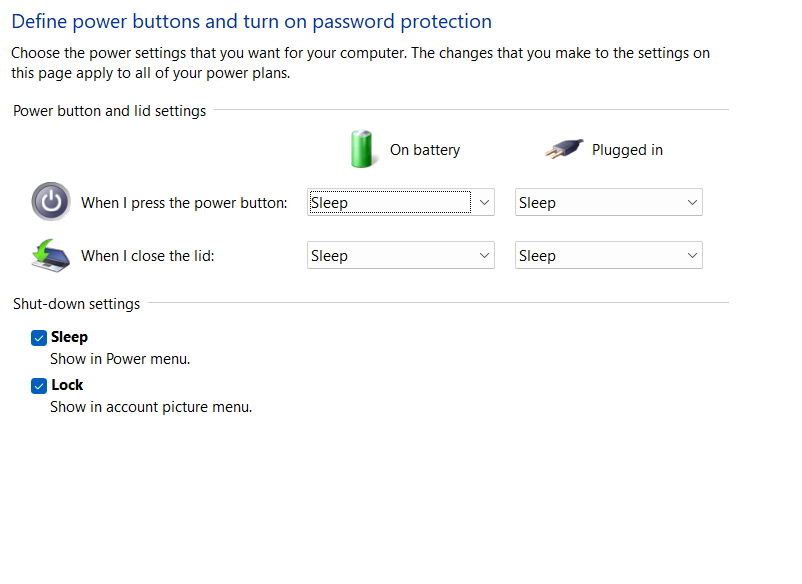 Define power buttons and turn on password protection
Choose the power settings that you want for your computer. The changes that you make to the settings on
this page apply to all of your power plans.
Power button and lid settings
On battery Plugged in
When I press the power button: Sleep Sleep
When I close the lid: Sleep Sleep
Shut-down settings
Sleep
Show in Power menu.
Lock
Show in account picture menu.